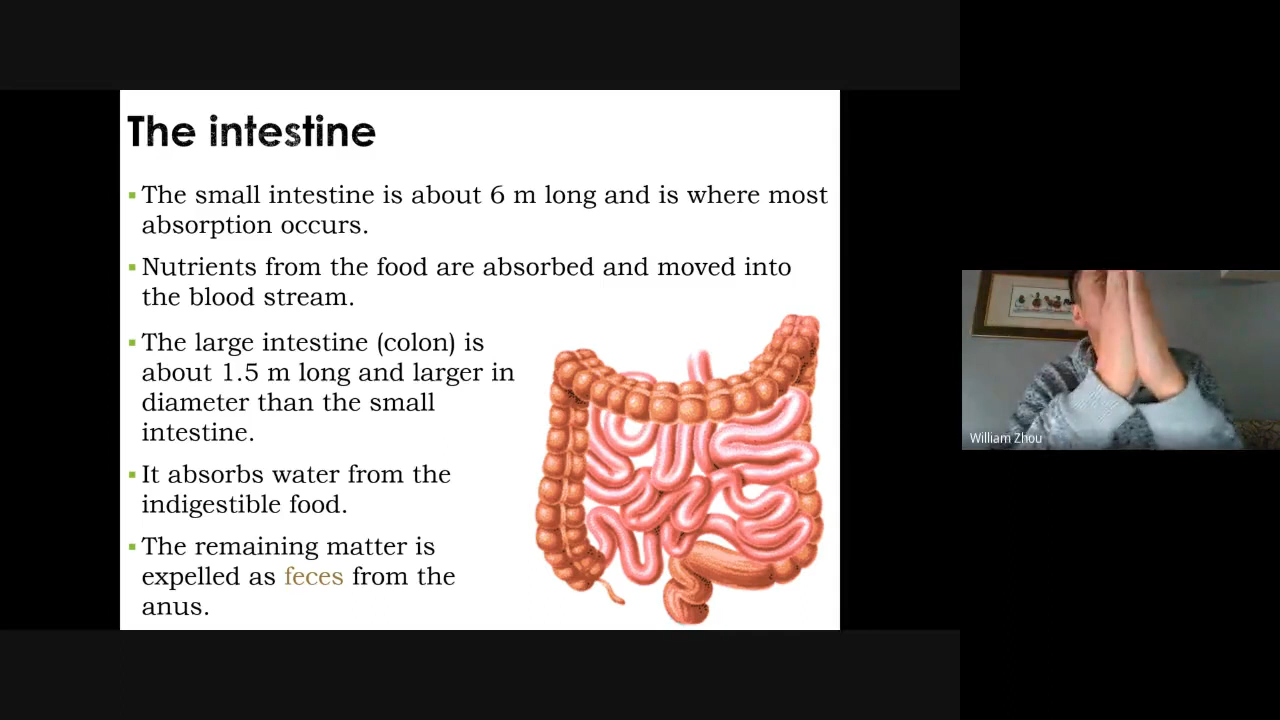 The intestine
▪ The small intestine is about 6 m long and is where most
absorption occurs.
▪ Nutrients from the food are absorbed and moved into
the blood stream.
▪ The large intestine (colon) is
about 1.5 m long and larger in
diameter than the small
intestine.
▪ It absorbs water from the
indigestible food.
▪ The remaining matter is
expelled as feces from the
anus.
William Zhou